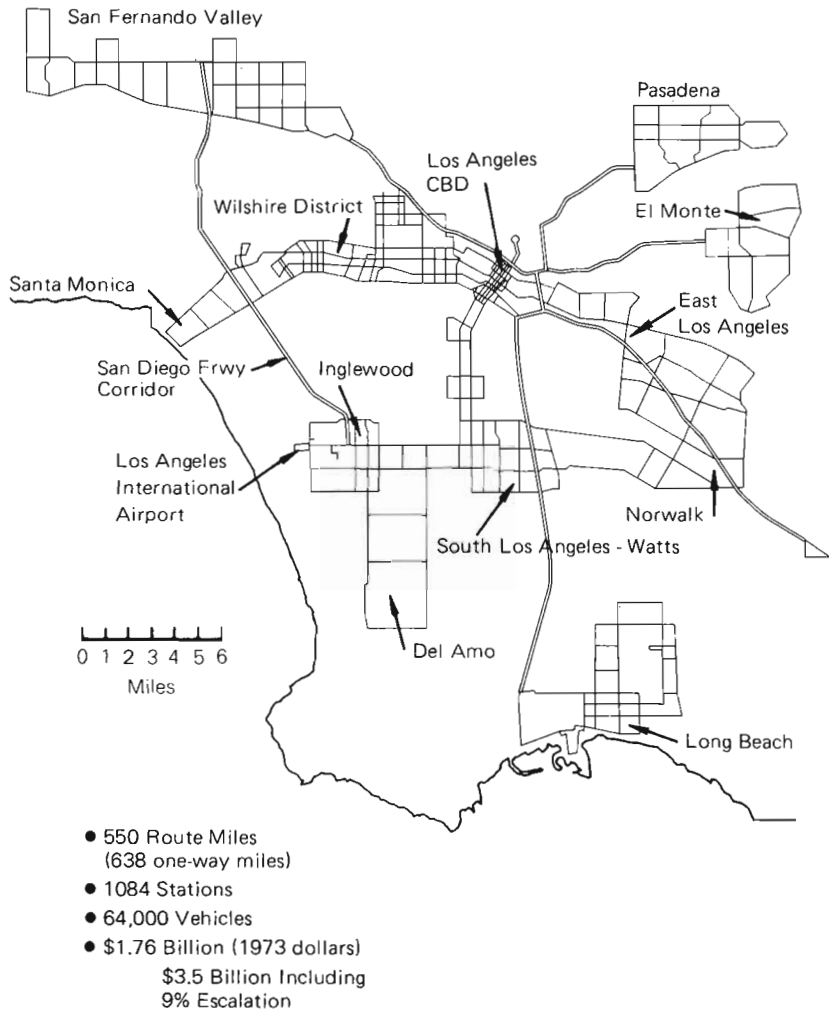 San Fernando Valley
Pasadena
Los Angeles
CBD
Wilshire District
El Monte
Santa Monica
East
Los Angeles
San Diego Frwy
Corridor
Inglewood
Los Angeles
International
Airport
Norwalk
South Los Angeles - Watts
Del Amo
0 1 2 3 4 5 6
Miles
Long Beach
● 550 Route Miles
(638 one-way miles)
● 1084 Stations
● 64,000 Vehicles
● $1.76 Billion (1973 dollars)
$3.5 Billion Including
9% Escalation